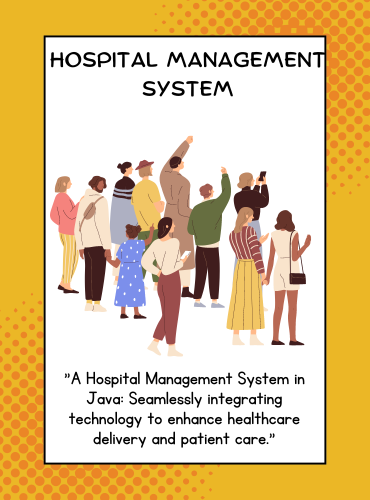 HOSPITAL MANAGEMENT
SYSTEM
"A Hospital Management System in
Java: Seamlessly integrating
technology to enhance healthcare
delivery and patient care."